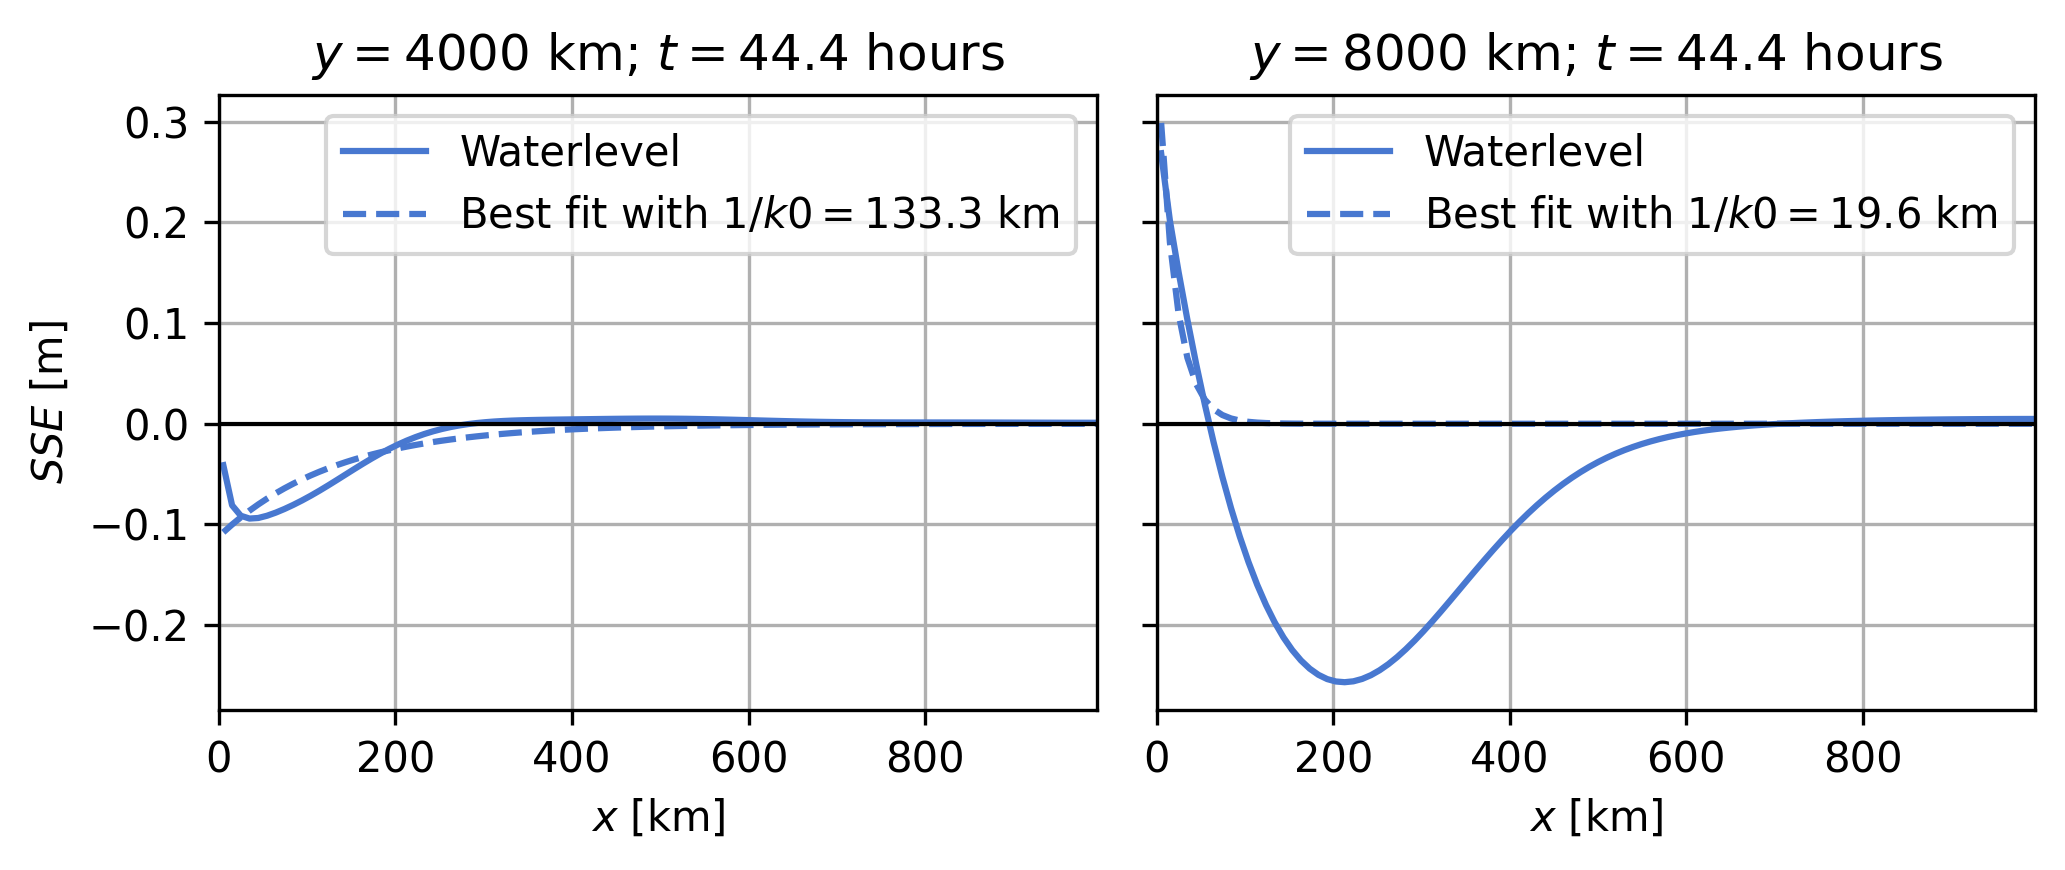 y = 4000 km; t = 44.4 hours
Waterlevel
Best fit with 1/k0 = 133.3 km
0.3
0.2
0.1
0.0
−0.1
−0.2
SSE [m]
0 200 400 600 800
x [km]
y = 8000 km; t = 44.4 hours
Waterlevel
Best fit with 1/k0 = 19.6 km
0 200 400 600 800
x [km]